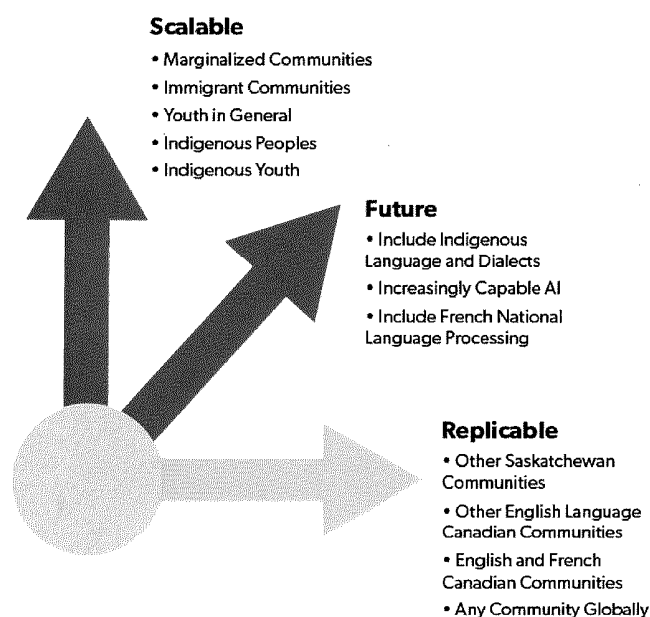 Scalable
• Marginalized Communities
• Immigrant Communities
• Youth in General
• Indigenous Peoples
• Indigenous Youth
Future
• Include Indigenous
Language and Dialects
• Increasingly Capable AI
• Include French National
Language Processing
Replicable
• Other Saskatchewan
Communities
• Other English Language
Canadian Communities
• English and French
Canadian Communities
• Any Community Globally